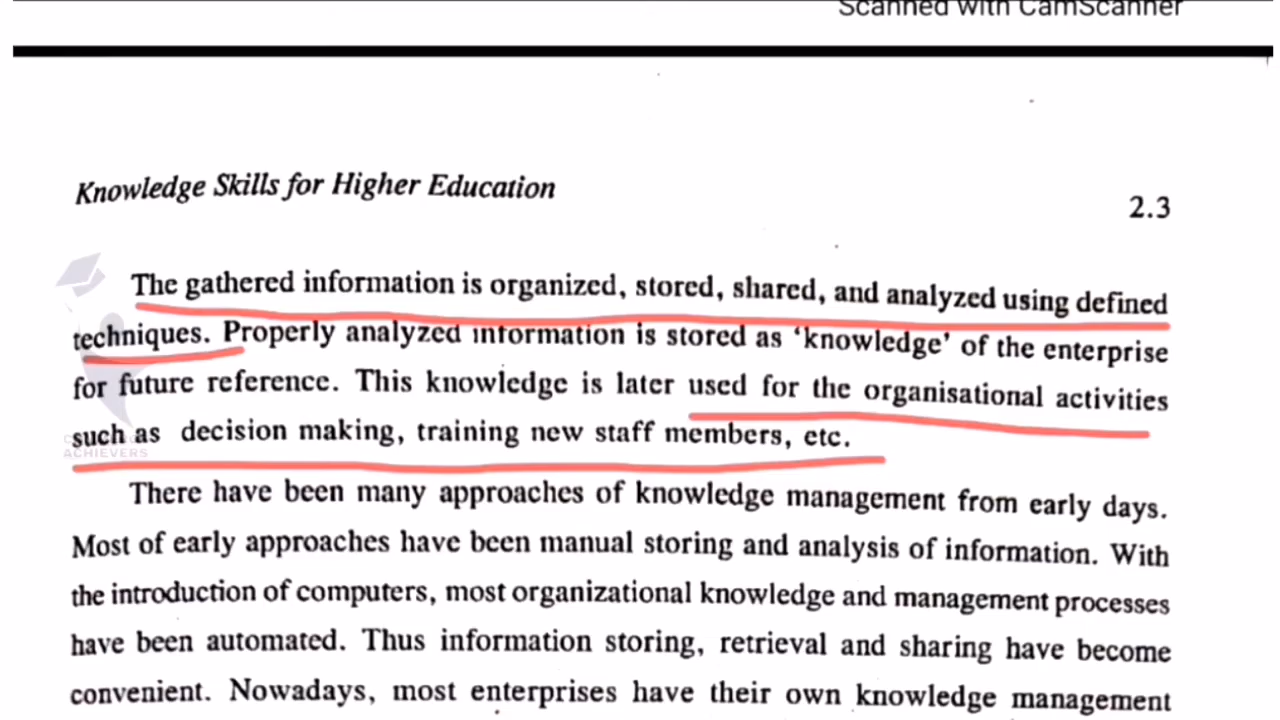 Scanned with CamScanner
Knowledge Skills for Higher Education
2.3
The gathered information is organized, stored, shared, and analyzed using defined
techniques. Properly analyzed information is stored as ‘knowledge’ of the enterprise
for future reference. This knowledge is later used for the organisational activities
such as decision making, training new staff members, etc.
ACHIEVERS
There have been many approaches of knowledge management from early days.
Most of early approaches have been manual storing and analysis of information. With
the introduction of computers, most organizational knowledge and management processes
have been automated. Thus information storing, retrieval and sharing have become
convenient. Nowadays, most enterprises have their own knowledge management